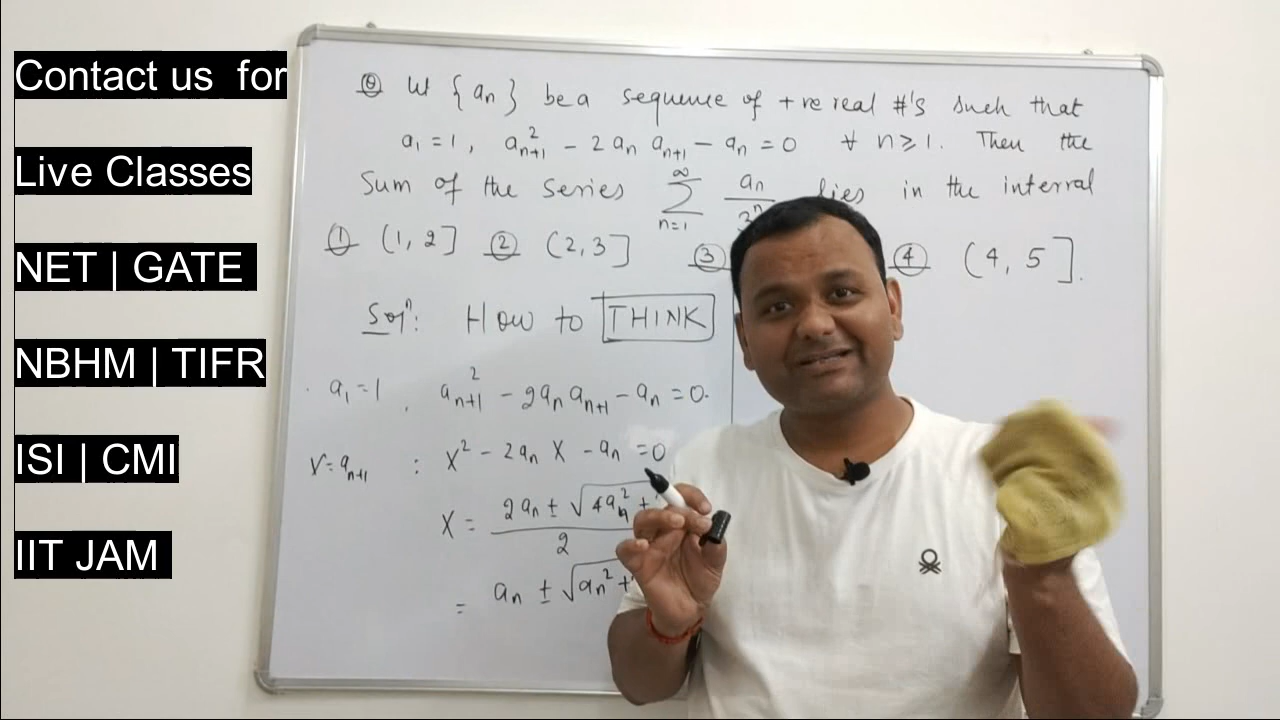 Contact us for
Live Classes
NET | GATE
NBHM | TIFR
ISI | CMI
IIT JAM
Ⓠ Let {aₙ} be a sequence of +ve real #'s such that
a₁ = 1, aₙ₊₁² - 2aₙ aₙ₊₁ - aₙ = 0 ∀ n ≥ 1. Then the
Sum of the series ∑ₙ₌₁^∞ aₙ/3ⁿ lies in the interval
① (1, 2] ② (2, 3] ③ ④ (4, 5].
Solⁿ: How to THINK
a₁ = 1, aₙ₊₁² - 2aₙaₙ₊₁ - aₙ = 0.
X = aₙ₊₁ : X² - 2aₙ X - aₙ = 0
X = 2aₙ ± √4aₙ² + / 2
= aₙ ± √aₙ² +